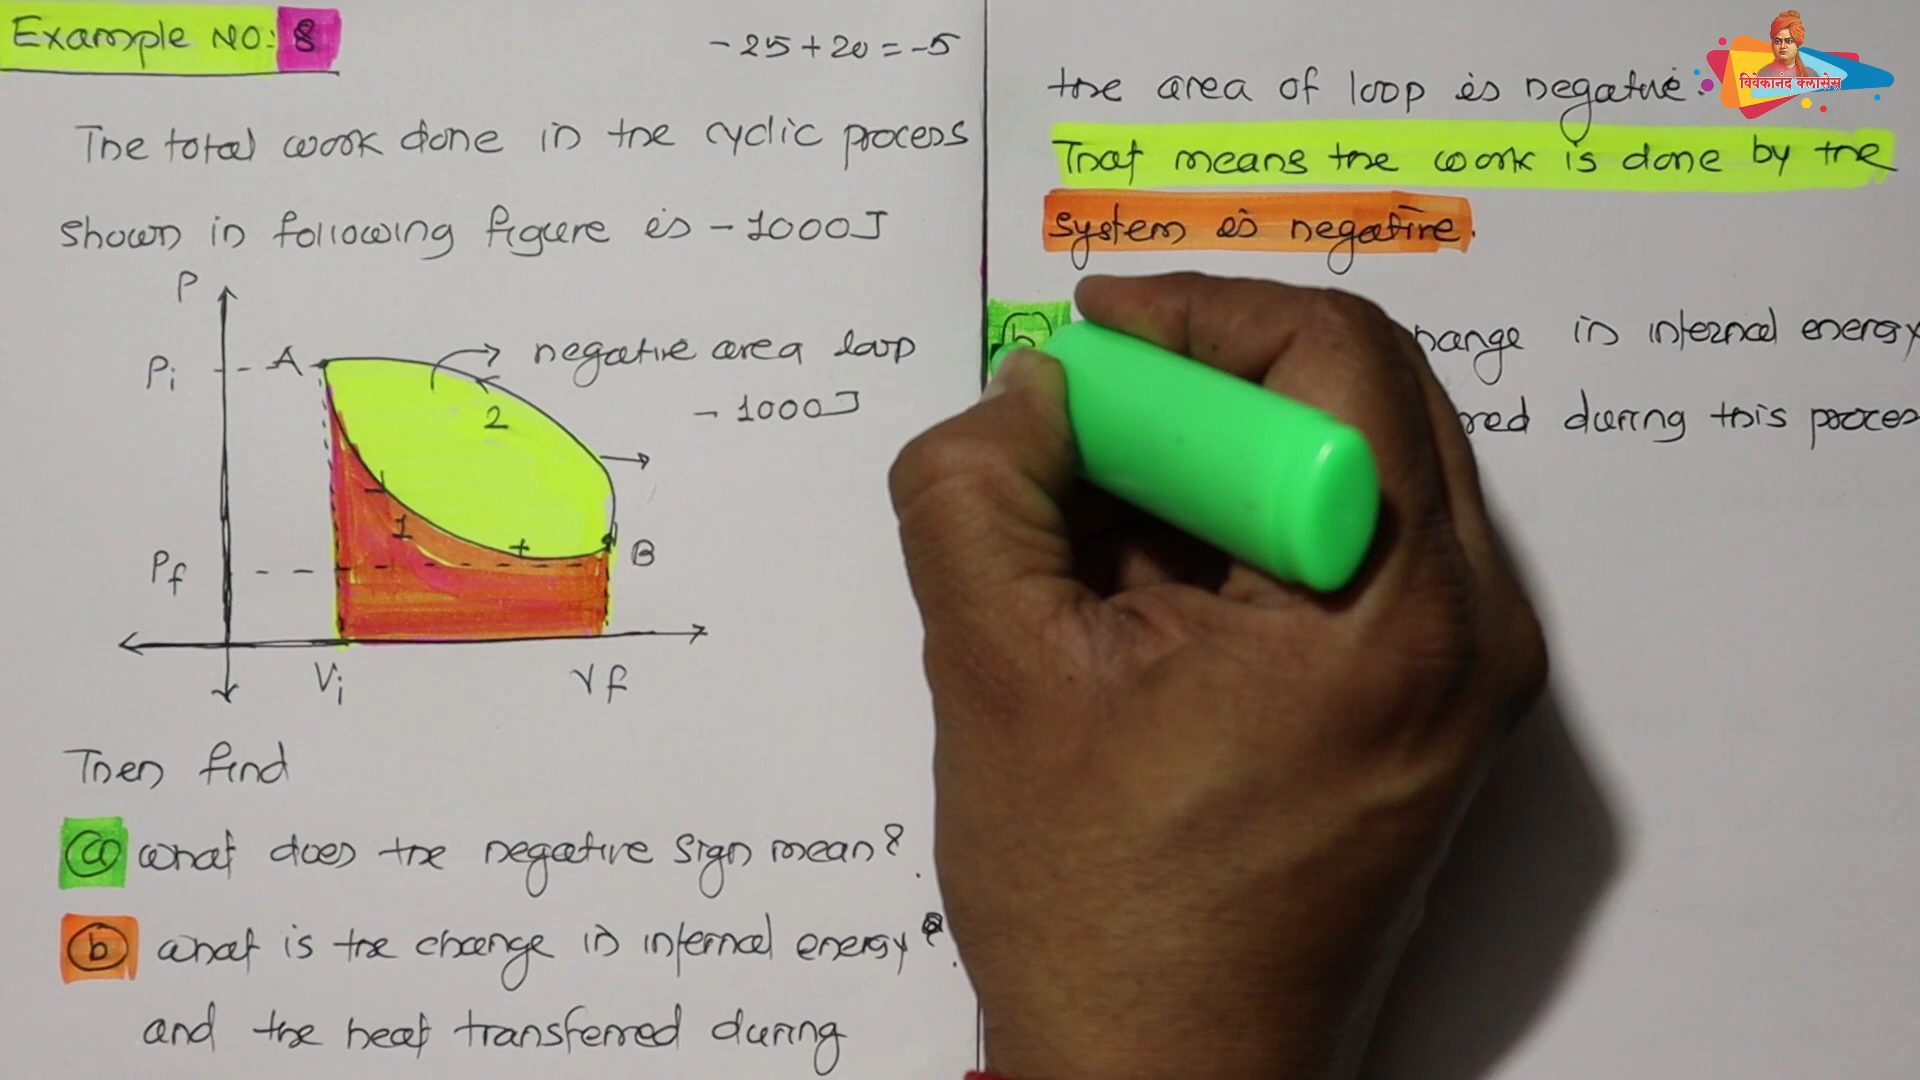 Example NO: 8
-25+20=-5
The total work done in the cyclic process
shown in following figure is -1000J
P
Pi
A
negative area loop
-1000J
2
1
B
Pf
Vi
Vf
Then find
a what does the negative sign mean?
b what is the change in internal energy?
and the heat transferred during
the area of loop is negative.
That means the work is done by the
system is negative.
b
in internal energy
during this
विवेकानंद क्लासेस